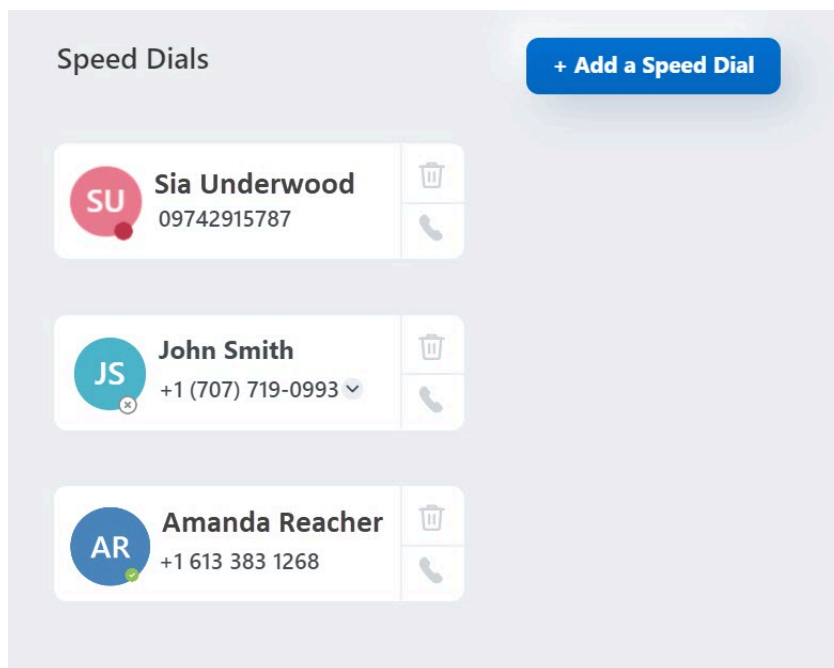 Speed Dials
+ Add a Speed Dial
SU
Sia Underwood
09742915787
JS
John Smith
+1 (707) 719-0993
AR
Amanda Reacher
+1 613 383 1268